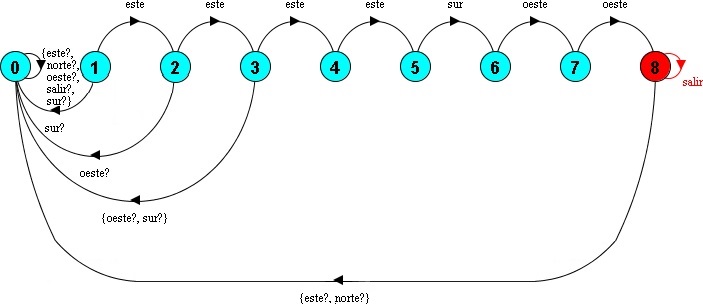 este este este este sur oeste oeste
{este?,
norte?,
oeste?,
salir?,
sur?}
0 1 2 3 4 5 6 7 8
salir
sur?
oeste?
{oeste?, sur?}
{este?, norte?}